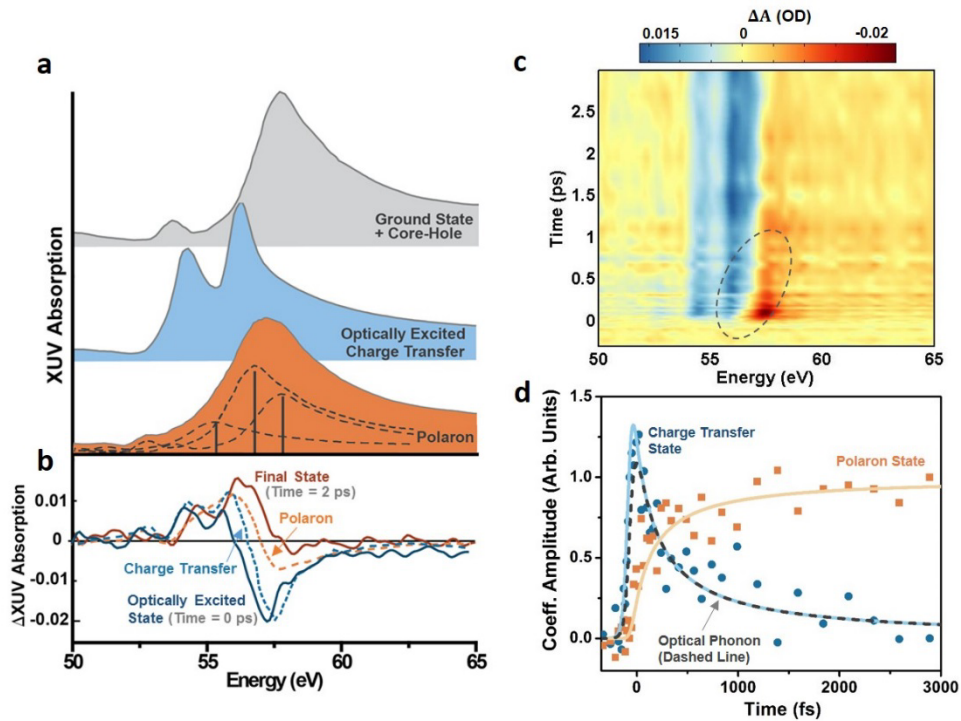 a
XUV Absorption
Ground State
+ Core-Hole
Optically Excited
Charge Transfer
Polaron
50 55 60 65
b
ΔXUV Absorption
0.01
0
-0.01
-0.02
Final State
(Time = 2 ps)
Polaron
Charge Transfer
Optically Excited
State (Time = 0 ps)
50 55 60 65
Energy (eV)
ΔA (OD)
0.015 0 -0.02
c
Time (ps)
2.5
2
1.5
1
0.5
0
50 55 60 65
Energy (eV)
d
Coeff. Amplitude (Arb. Units)
1.5
1.0
0.5
0.0
Charge Transfer
State
Polaron State
Optical Phonon
(Dashed Line)
0 1000 2000 3000
Time (fs)